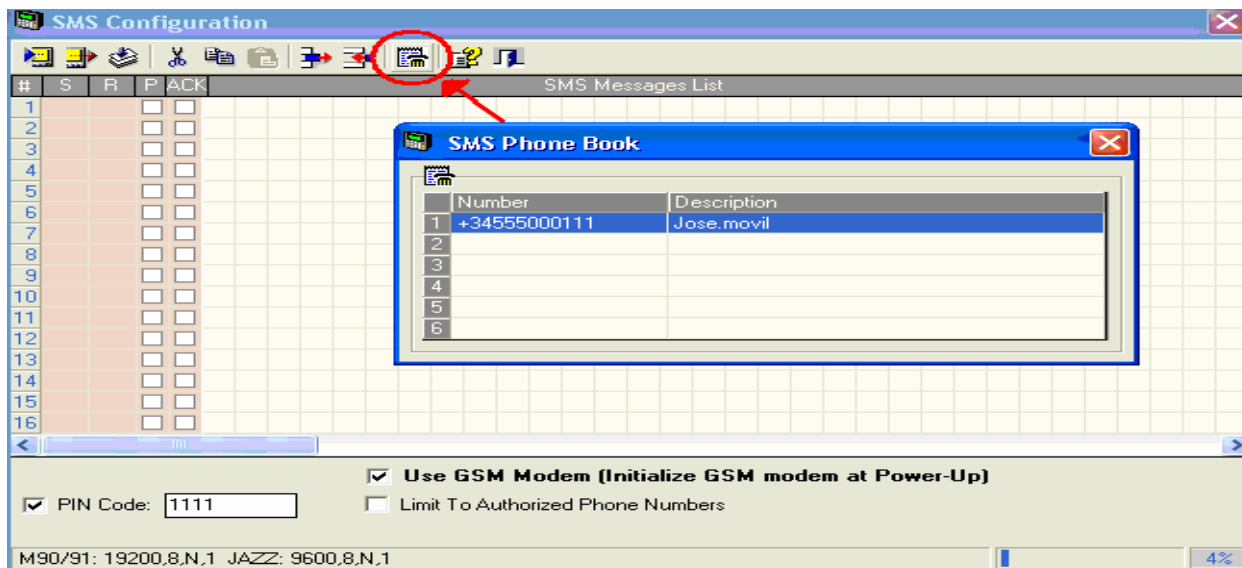 SMS Configuration
# S R P ACK SMS Messages List
1
2
3
4
5
6
7
8
9
10
11
12
13
14
15
16
SMS Phone Book
Number Description
1 +34555000111 Jose.movil
2
3
4
5
6
Use GSM Modem (Initialize GSM modem at Power-Up)
PIN Code: 1111 Limit To Authorized Phone Numbers
M90/91: 19200,8,N,1 JAZZ: 9600,8,N,1 4%